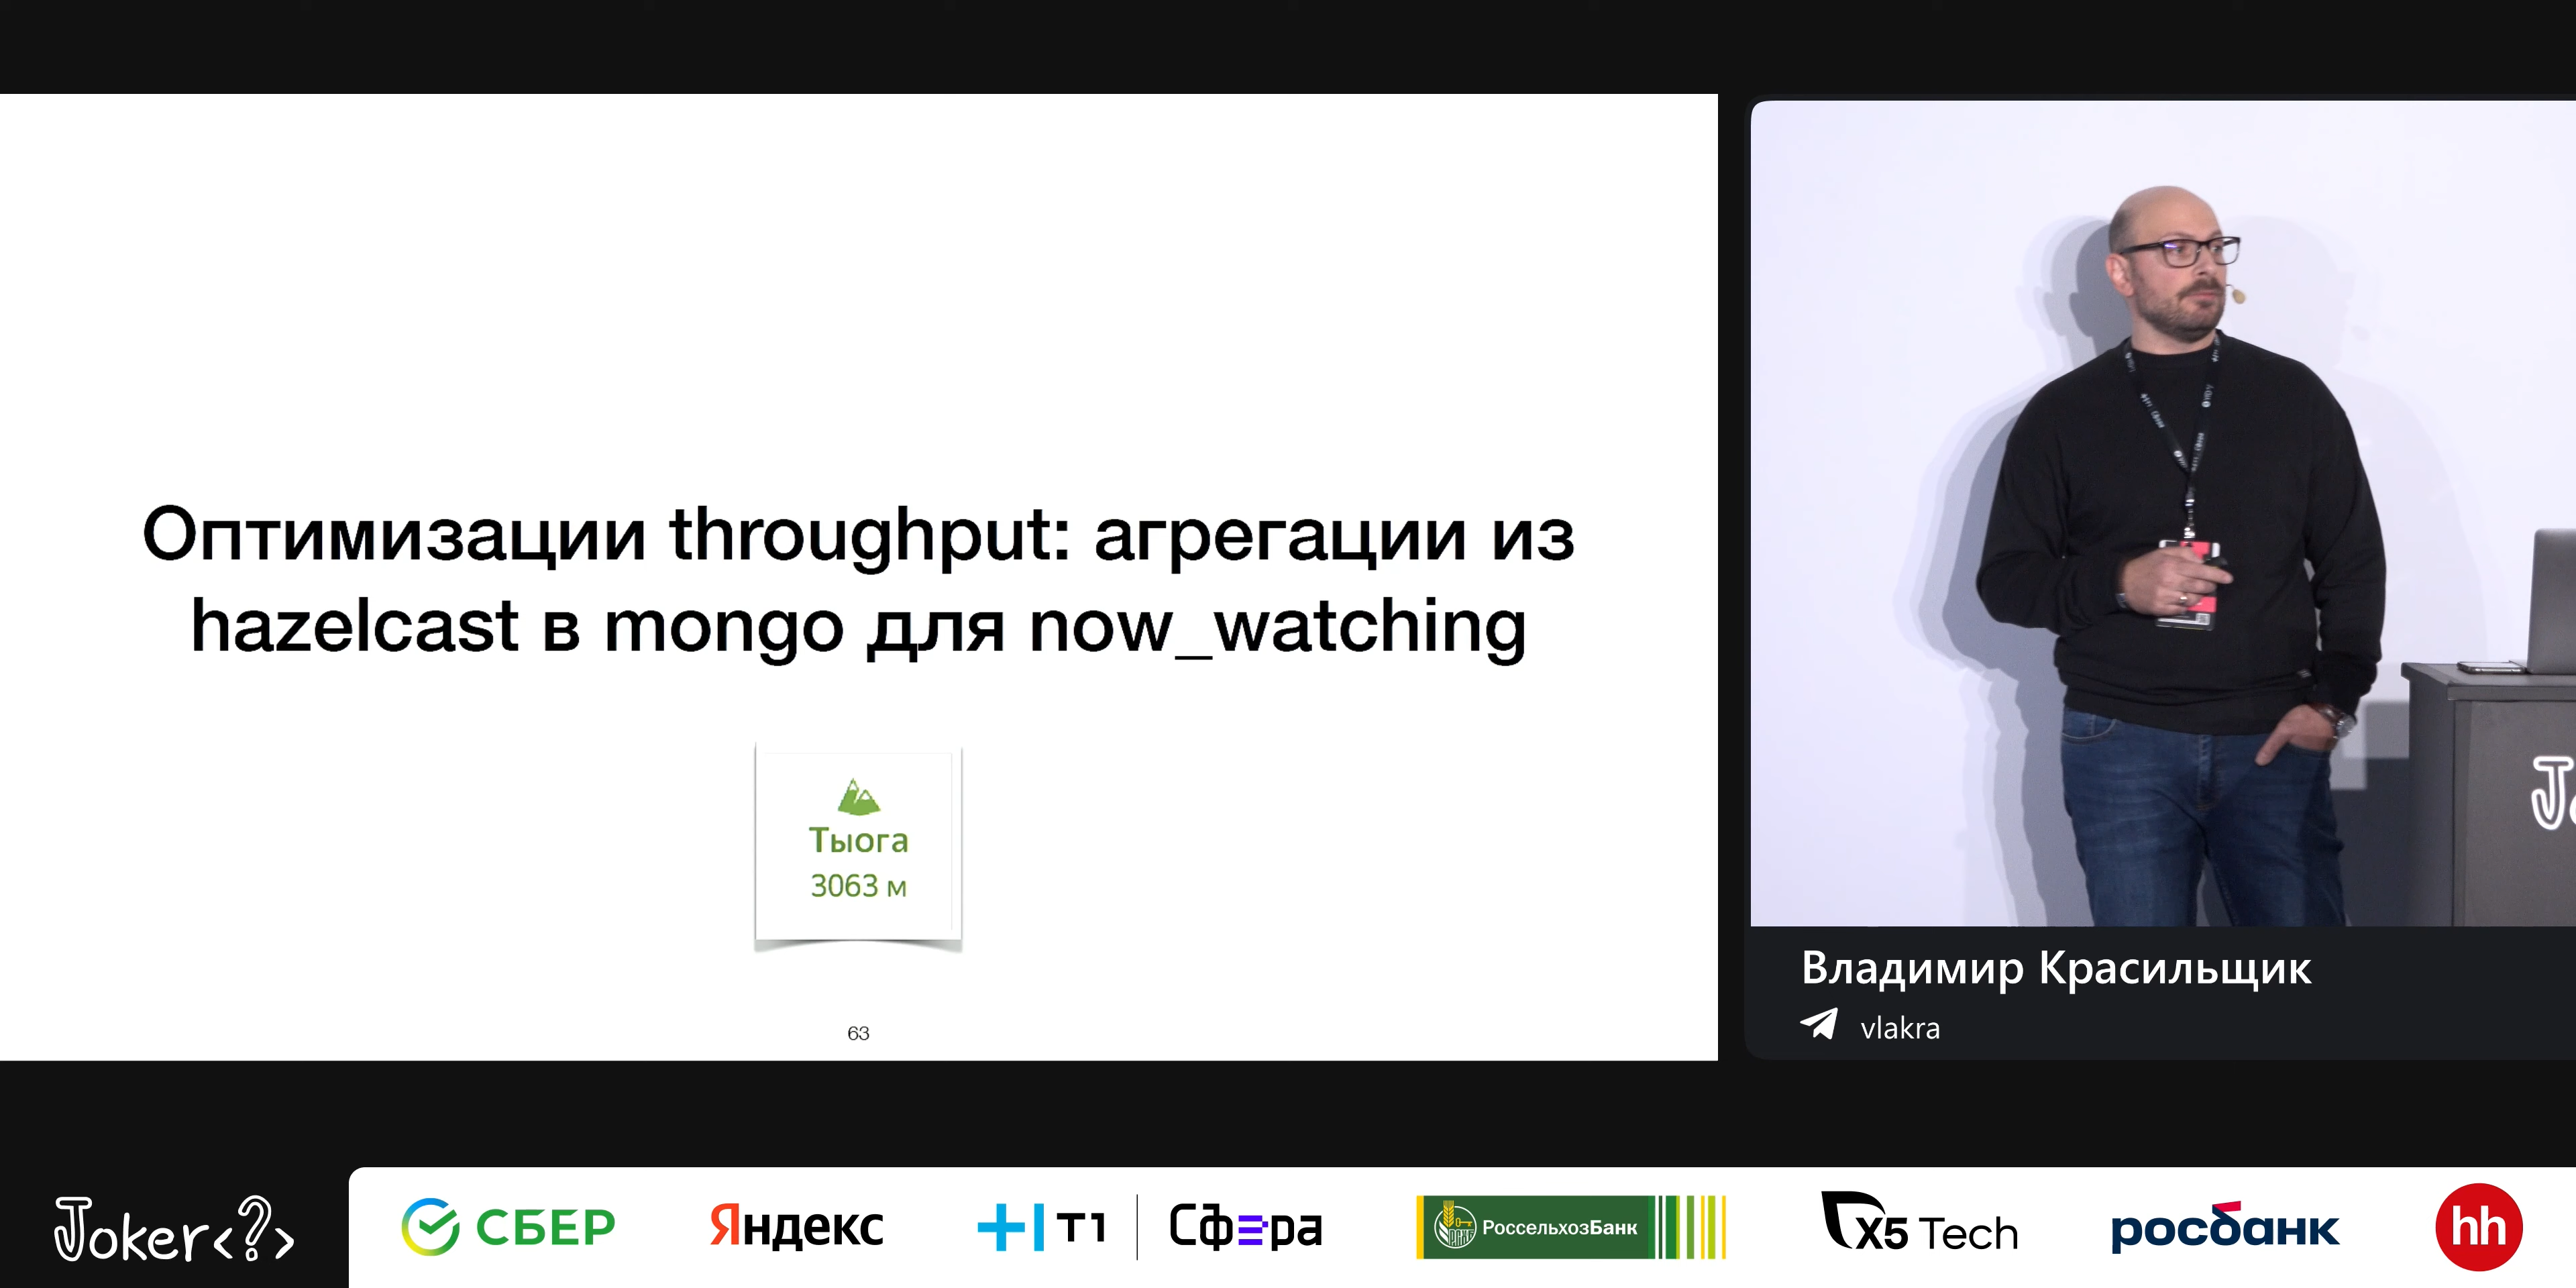 Оптимизации throughput: агрегации из
hazelcast в mongo для now_watching
Тыога
3063 м
63
Владимир Красильщик
vlakra
Joker<?>
СБЕР
Яндекс
Т1
Сфера
РоссельхозБанк
X5 Tech
росбанк
hh